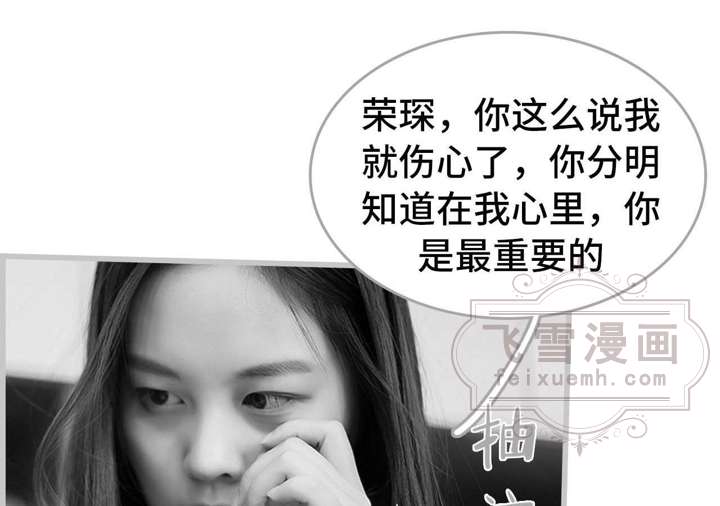 荣琛，你这么说我
就伤心了，你分明
知道在我心里，你
是最重要的
飞雪漫画
feixuemh.com
抽